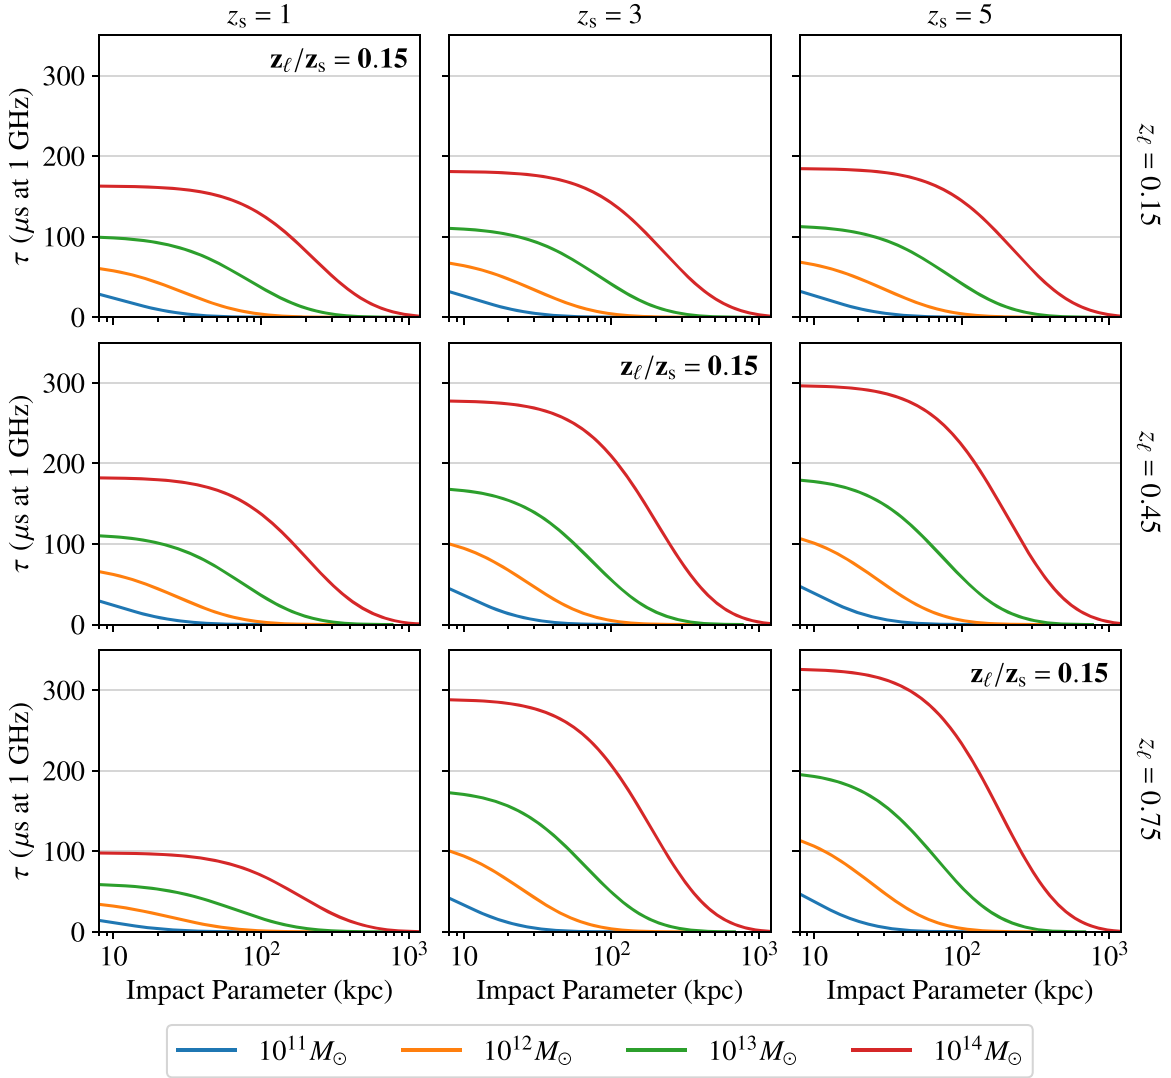 z_s = 1 z_s = 3 z_s = 5
z_ℓ/z_s = 0.15
300
200
100
0
τ (μs at 1 GHz)
z_ℓ = 0.15
z_ℓ/z_s = 0.15
300
200
100
0
τ (μs at 1 GHz)
z_ℓ = 0.45
z_ℓ/z_s = 0.15
300
200
100
0
τ (μs at 1 GHz)
z_ℓ = 0.75
10 10² 10³ 10 10² 10³ 10 10² 10³
Impact Parameter (kpc) Impact Parameter (kpc) Impact Parameter (kpc)
10¹¹M☉ 10¹²M☉ 10¹³M☉ 10¹⁴M☉